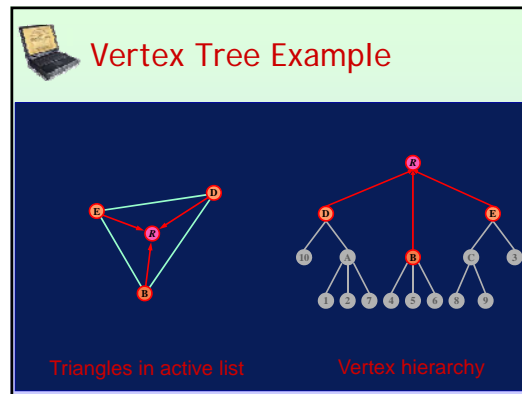 Vertex Tree Example
R
D
E
R
B
D
E
10
A
B
C
3
1
2
7
4
5
6
8
9
Triangles in active list
Vertex hierarchy